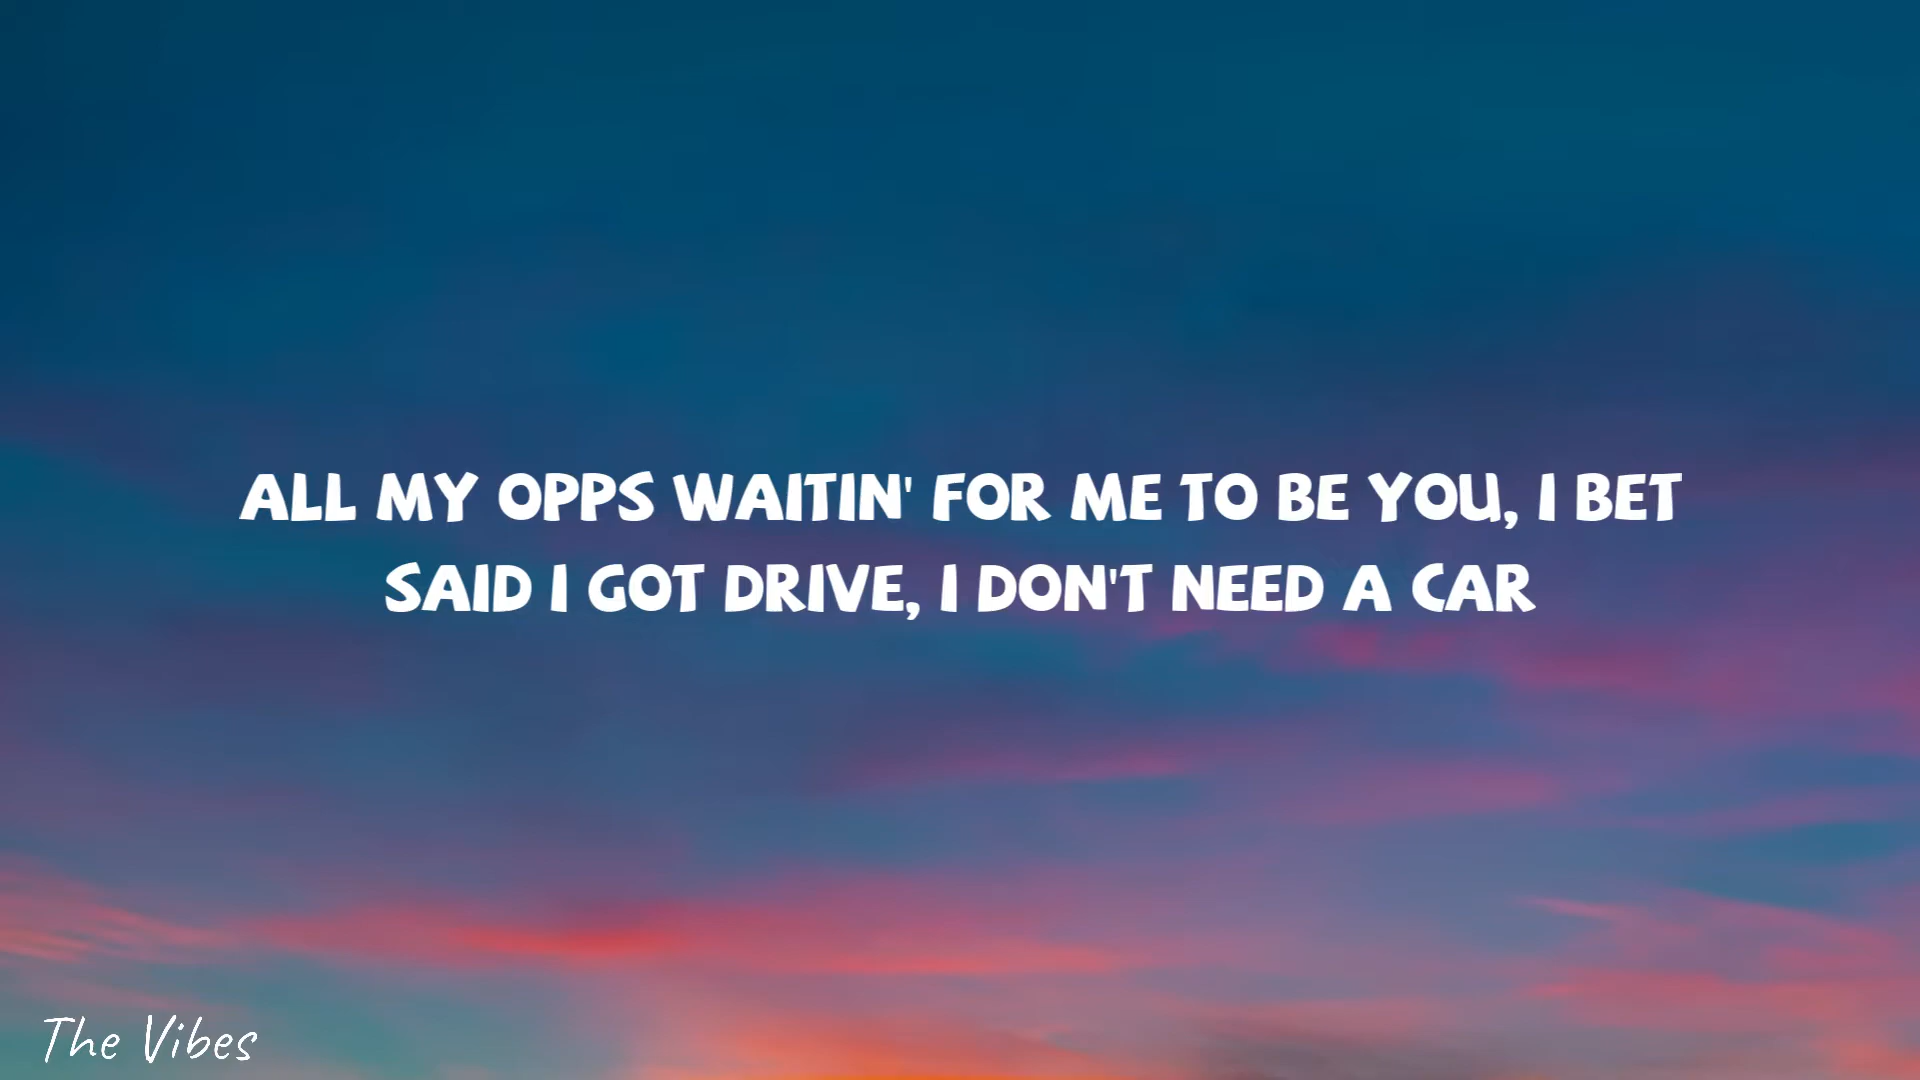 ALL MY OPPS WAITIN' FOR ME TO BE YOU, I BET
SAID I GOT DRIVE, I DON'T NEED A CAR
The Vibes